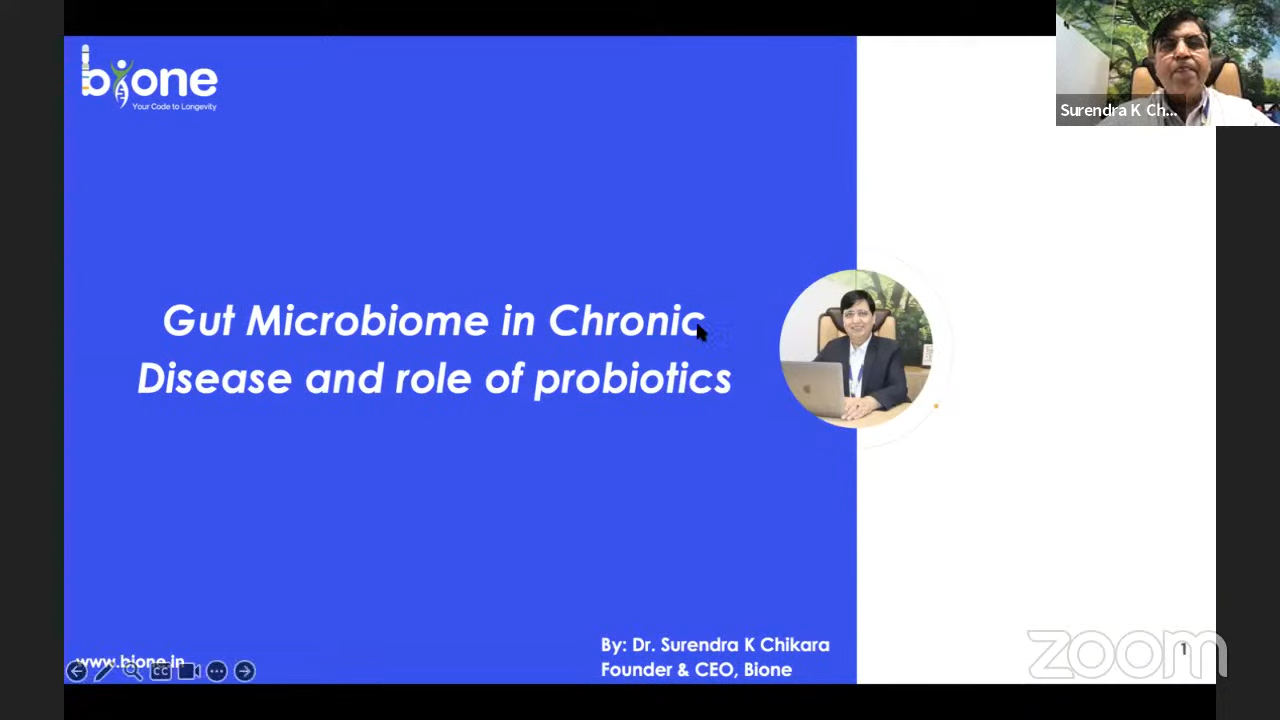 bione
Your Code to Longevity
Surendra K Ch...
Gut Microbiome in Chronic
Disease and role of probiotics
By: Dr. Surendra K Chikara
Founder & CEO, Bione
www.bione.in
CC
zoom
1